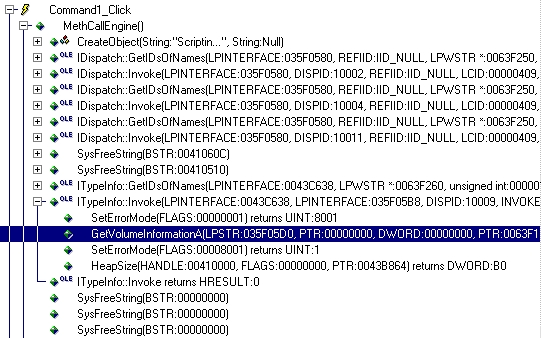 Command1_Click
MethCallEngine()
CreateObject(String:"Scriptin...", String:Null)
OLE IDispatch::GetIDsOfNames(LPINTERFACE:035F0580, REFIID:IID_NULL, LPWSTR *:0063F250,
OLE IDispatch::Invoke(LPINTERFACE:035F0580, DISPID:10002, REFIID:IID_NULL, LCID:00000409,
OLE IDispatch::GetIDsOfNames(LPINTERFACE:035F0580, REFIID:IID_NULL, LPWSTR *:0063F250,
OLE IDispatch::Invoke(LPINTERFACE:035F0580, DISPID:10004, REFIID:IID_NULL, LCID:00000409,
OLE IDispatch::GetIDsOfNames(LPINTERFACE:035F0580, REFIID:IID_NULL, LPWSTR *:0063F250,
OLE IDispatch::Invoke(LPINTERFACE:035F0580, DISPID:10011, REFIID:IID_NULL, LCID:00000409,
SysFreeString(BSTR:0041060C)
SysFreeString(BSTR:00410510)
OLE ITypeInfo::GetIDsOfNames(LPINTERFACE:0043C638, LPWSTR *:0063F260, unsigned int:00000
OLE ITypeInfo::Invoke(LPINTERFACE:0043C638, LPINTERFACE:035F05B8, DISPID:10009, INVOKE
SetErrorMode(FLAGS:00000001) returns UINT:8001
GetVolumeInformationA(LPSTR:035F05D0, PTR:00000000, DWORD:00000000, PTR:0063F1
SetErrorMode(FLAGS:00008001) returns UINT:1
HeapSize(HANDLE:00410000, FLAGS:00000000, PTR:0043B864) returns DWORD:B0
OLE ITypeInfo::Invoke returns HRESULT:0
SysFreeString(BSTR:00000000)
SysFreeString(BSTR:00000000)
SysFreeString(BSTR:00000000)